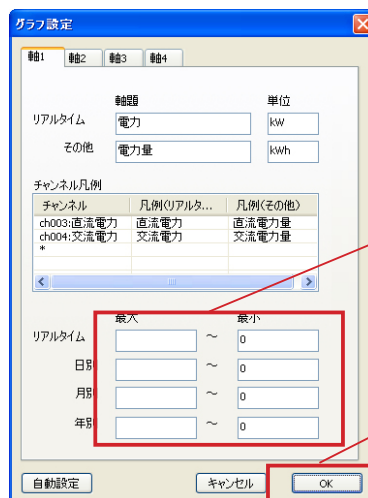 グラフ設定
軸1 軸2 軸3 軸4
軸題 単位
リアルタイム 電力 kW
その他 電力量 kWh
チャンネル凡例
チャンネル 凡例(リアルタ... 凡例(その他)
ch003:直流電力 直流電力 直流電力量
ch004:交流電力 交流電力 交流電力量
*
最大 最小
リアルタイム ～ 0
日別 ～ 0
月別 ～ 0
年別 ～ 0
自動設定 キャンセル OK